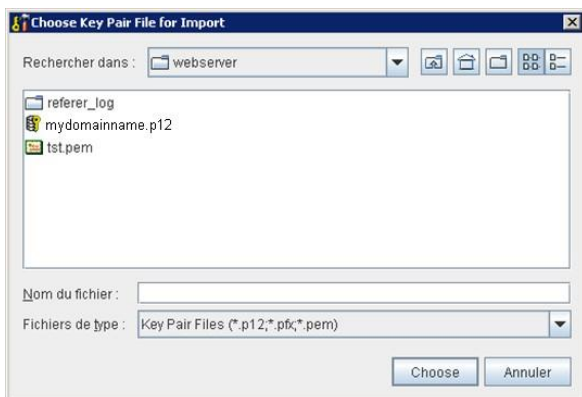 Choose Key Pair File for Import
Rechercher dans : webserver
referer_log
mydomainname.p12
tst.pem
Nom du fichier :
Fichiers de type : Key Pair Files (*.p12;*.pfx;*.pem)
Choose Annuler